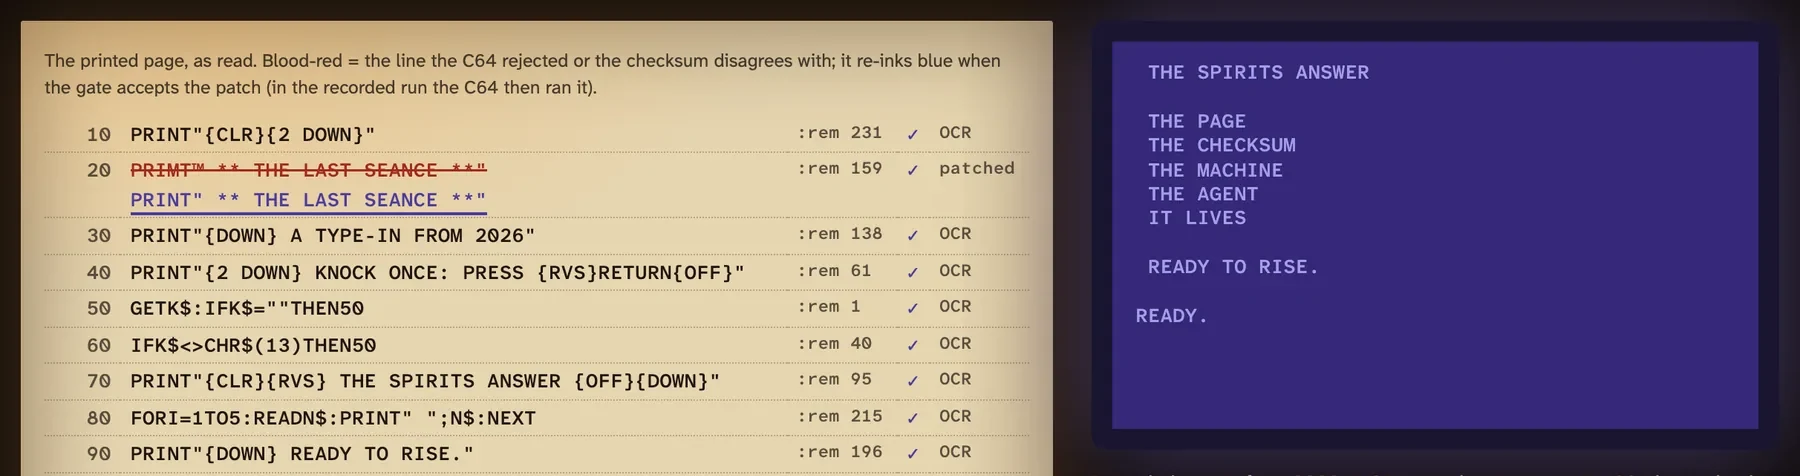 The printed page, as read. Blood-red = the line the C64 rejected or the checksum disagrees with; it re-inks blue when
the gate accepts the patch (in the recorded run the C64 then ran it).
10 PRINT"{CLR}{2 DOWN}" :rem 231 ✓ OCR
20 PRIMT™ ** THE LAST SEANCE **" :rem 159 ✓ patched
PRINT" ** THE LAST SEANCE **"
30 PRINT"{DOWN} A TYPE-IN FROM 2026" :rem 138 ✓ OCR
40 PRINT"{2 DOWN} KNOCK ONCE: PRESS {RVS}RETURN{OFF}" :rem 61 ✓ OCR
50 GETK$:IFK$=""THEN50 :rem 1 ✓ OCR
60 IFK$<>CHR$(13)THEN50 :rem 40 ✓ OCR
70 PRINT"{CLR}{RVS} THE SPIRITS ANSWER {OFF}{DOWN}" :rem 95 ✓ OCR
80 FORI=1TO5:READN$:PRINT" ";N$:NEXT :rem 215 ✓ OCR
90 PRINT"{DOWN} READY TO RISE." :rem 196 ✓ OCR
THE SPIRITS ANSWER
THE PAGE
THE CHECKSUM
THE MACHINE
THE AGENT
IT LIVES
READY TO RISE.
READY.